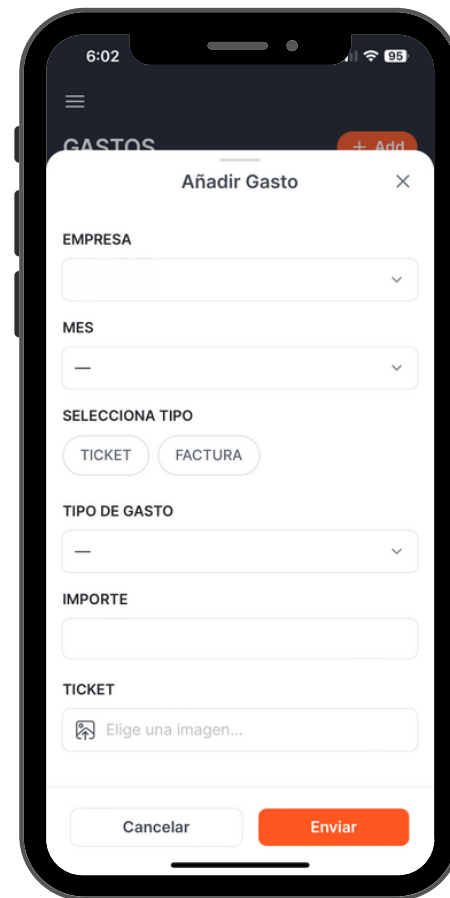 6:02
95
GASTOS
+ Add
Añadir Gasto
EMPRESA
MES
—
SELECCIONA TIPO
TICKET
FACTURA
TIPO DE GASTO
—
IMPORTE
TICKET
Elige una imagen...
Cancelar
Enviar